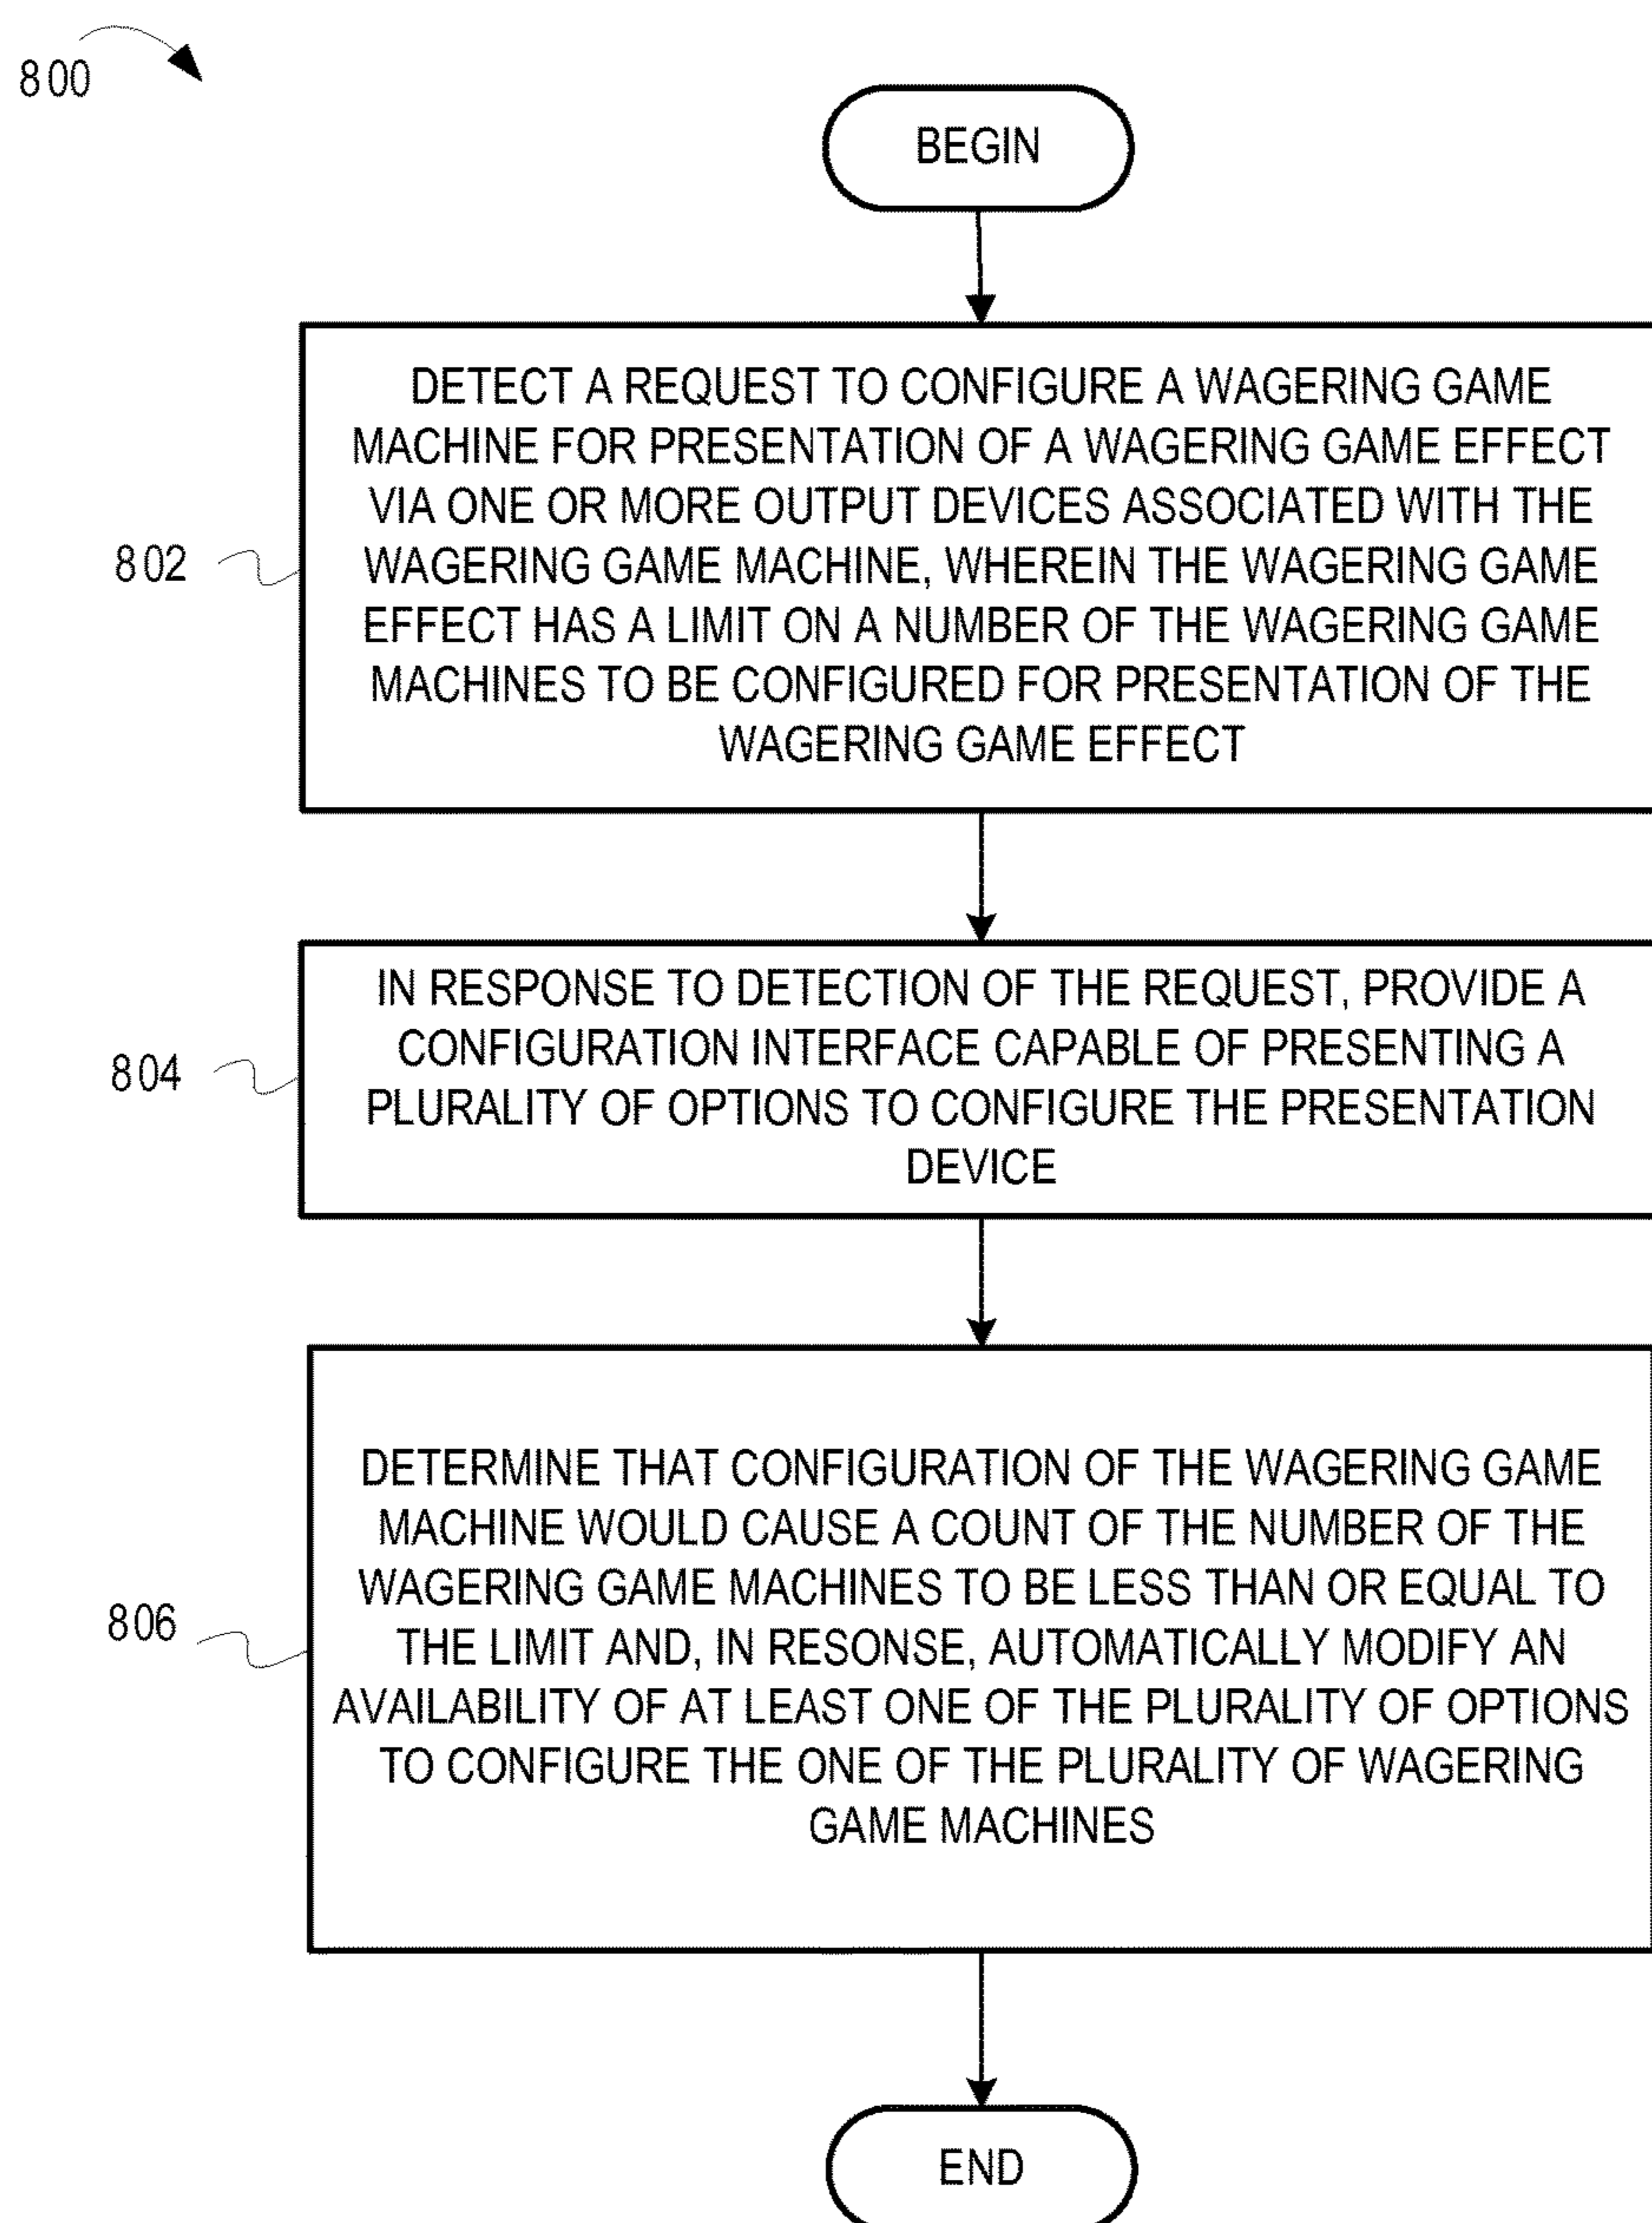 800
BEGIN
DETECT A REQUEST TO CONFIGURE A WAGERING GAME
MACHINE FOR PRESENTATION OF A WAGERING GAME EFFECT
VIA ONE OR MORE OUTPUT DEVICES ASSOCIATED WITH THE
WAGERING GAME MACHINE, WHEREIN THE WAGERING GAME
EFFECT HAS A LIMIT ON A NUMBER OF THE WAGERING GAME
MACHINES TO BE CONFIGURED FOR PRESENTATION OF THE
WAGERING GAME EFFECT
802
IN RESPONSE TO DETECTION OF THE REQUEST, PROVIDE A
CONFIGURATION INTERFACE CAPABLE OF PRESENTING A
PLURALITY OF OPTIONS TO CONFIGURE THE PRESENTATION
DEVICE
804
DETERMINE THAT CONFIGURATION OF THE WAGERING GAME
MACHINE WOULD CAUSE A COUNT OF THE NUMBER OF THE
WAGERING GAME MACHINES TO BE LESS THAN OR EQUAL TO
THE LIMIT AND, IN RESONSE, AUTOMATICALLY MODIFY AN
AVAILABILITY OF AT LEAST ONE OF THE PLURALITY OF OPTIONS
TO CONFIGURE THE ONE OF THE PLURALITY OF WAGERING
GAME MACHINES
806
END